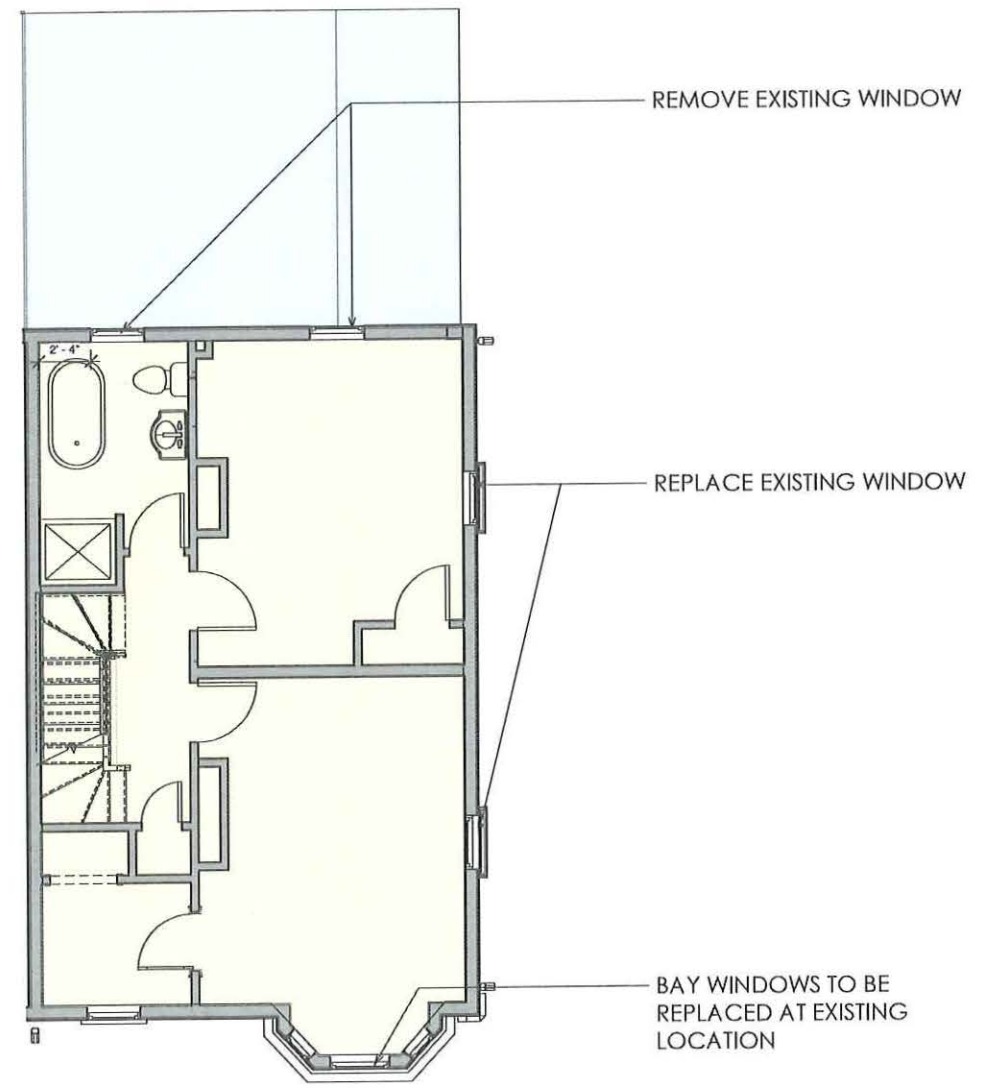 REMOVE EXISTING WINDOW
2' - 4"
REPLACE EXISTING WINDOW
BAY WINDOWS TO BE
REPLACED AT EXISTING
LOCATION